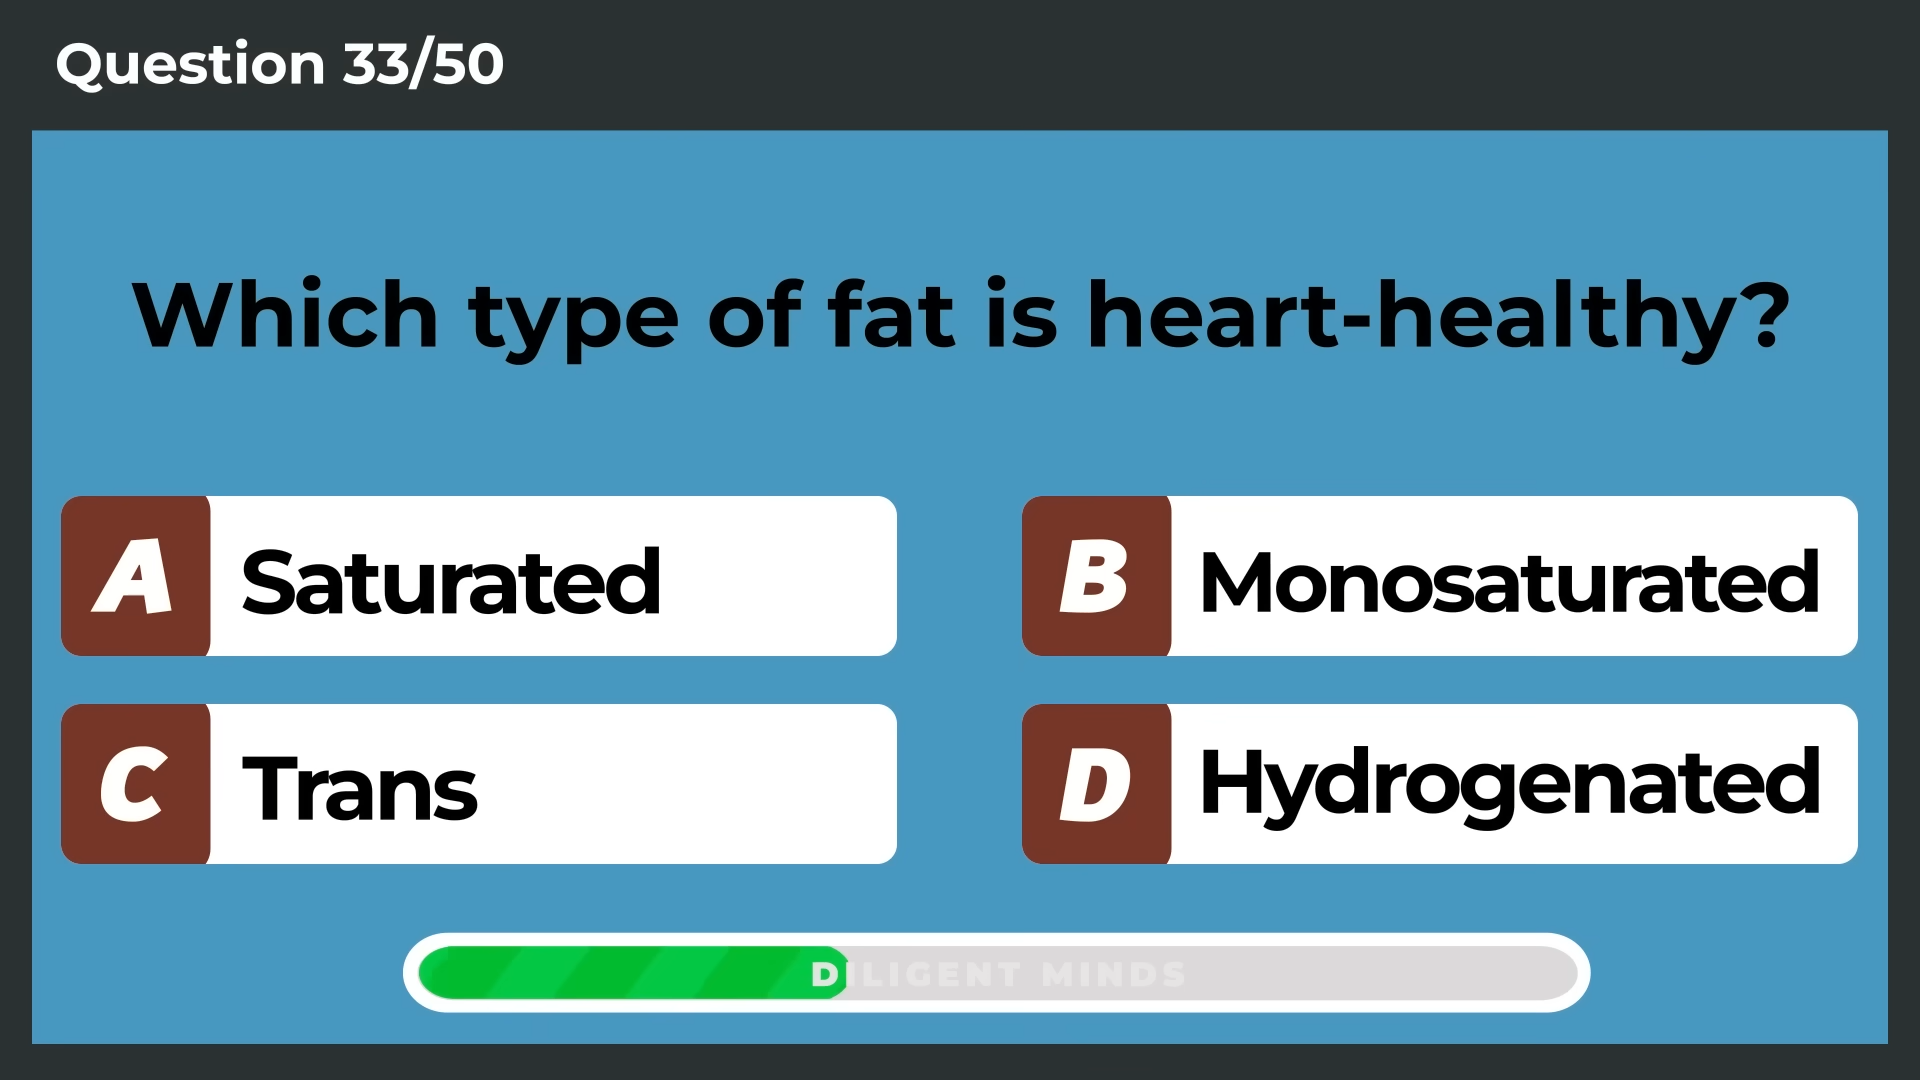 Question 33/50
Which type of fat is heart-healthy?
A Saturated
B Monosaturated
C Trans
D Hydrogenated
DILIGENT MINDS